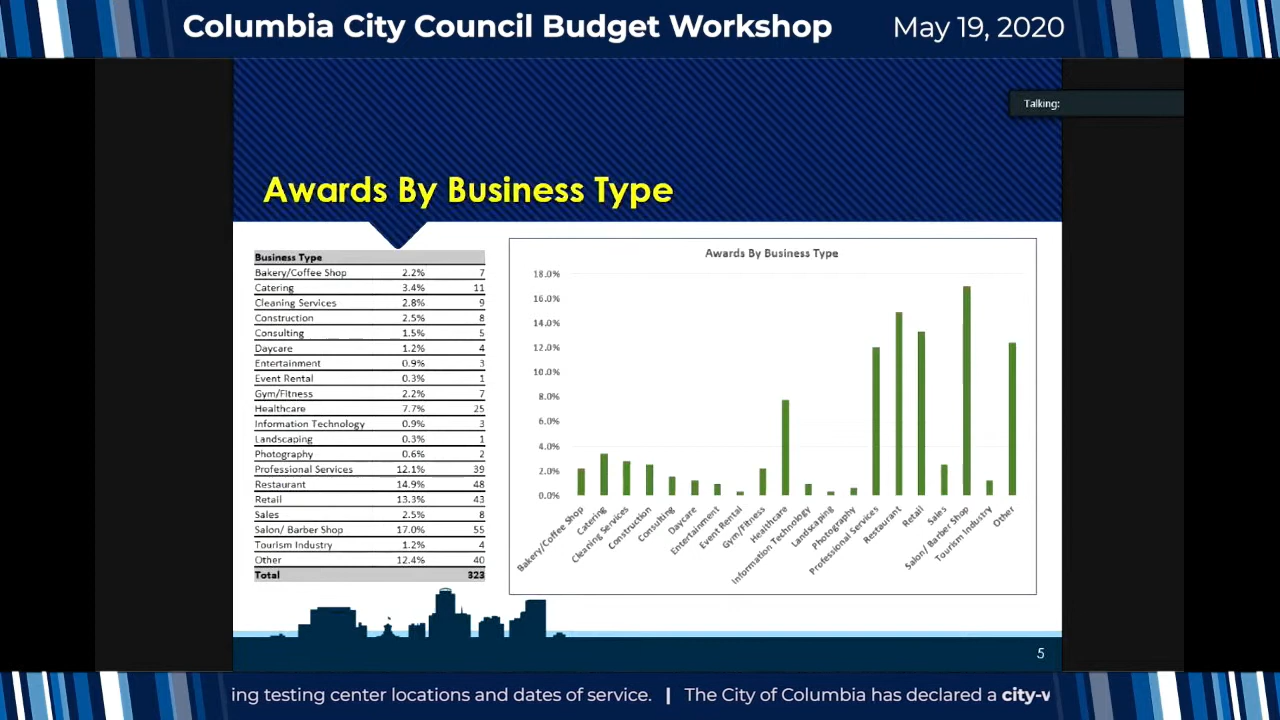 Columbia City Council Budget Workshop May 19, 2020
Talking:
Awards By Business Type
Business Type
Bakery/Coffee Shop 2.2% 7
Catering 3.4% 11
Cleaning Services 2.8% 9
Construction 2.5% 8
Consulting 1.5% 5
Daycare 1.2% 4
Entertainment 0.9% 3
Event Rental 0.3% 1
Gym/Fitness 2.2% 7
Healthcare 7.7% 25
Information Technology 0.9% 3
Landscaping 0.3% 1
Photography 0.6% 2
Professional Services 12.1% 39
Restaurant 14.9% 48
Retail 13.3% 43
Sales 2.5% 8
Salon/ Barber Shop 17.0% 55
Tourism Industry 1.2% 4
Other 12.4% 40
Total 323
Awards By Business Type
18.0%
16.0%
14.0%
12.0%
10.0%
8.0%
6.0%
4.0%
2.0%
0.0%
Bakery/Coffee Shop
Catering
Cleaning Services
Construction
Consulting
Daycare
Entertainment
Event Rental
Gym/Fitness
Healthcare
Information Technology
Landscaping
Photography
Professional Services
Restaurant
Retail
Sales
Salon/ Barber Shop
Tourism Industry
Other
5
ing testing center locations and dates of service. | The City of Columbia has declared a city-v